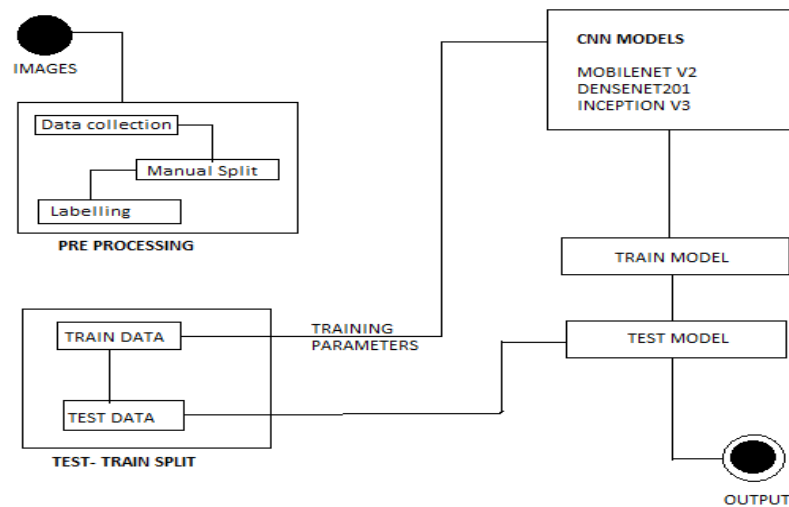 IMAGES
Data collection
Manual Split
Labelling
PRE PROCESSING
TRAIN DATA
TEST DATA
TEST- TRAIN SPLIT
TRAINING
PARAMETERS
CNN MODELS
MOBILENET V2
DENSENET201
INCEPTION V3
TRAIN MODEL
TEST MODEL
OUTPUT